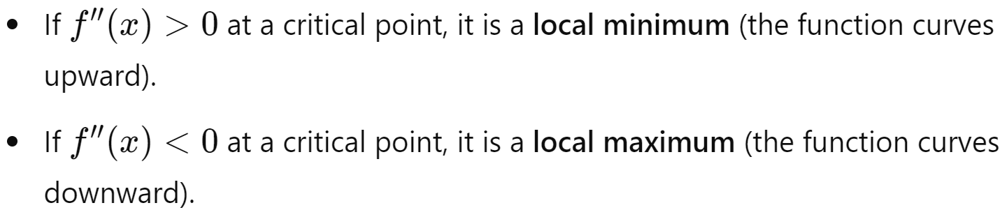 • If f''(x) > 0 at a critical point, it is a local minimum (the function curves
upward).
• If f''(x) < 0 at a critical point, it is a local maximum (the function curves
downward).